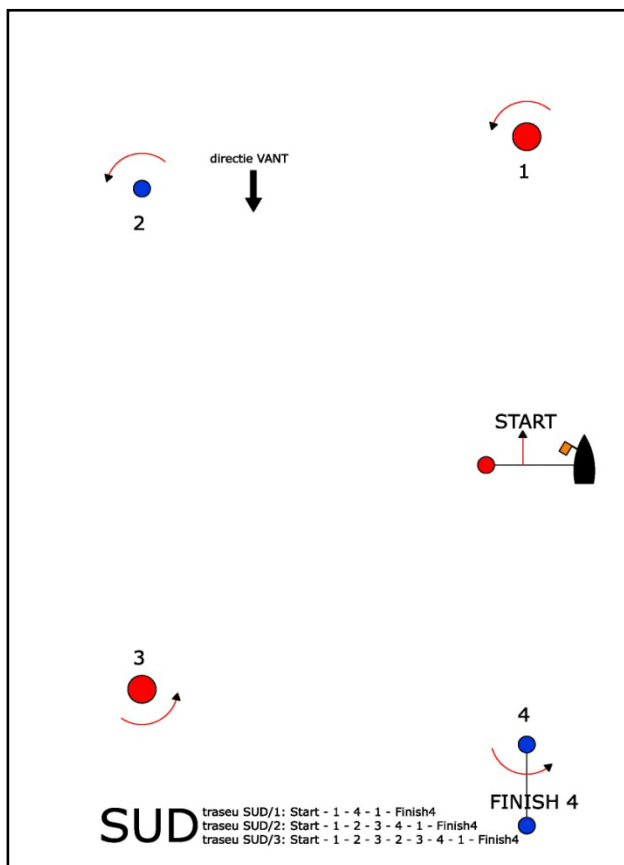 1
directie VANT
2
START
3
4
FINISH 4
SUD
traseu SUD/1: Start - 1 - 4 - 1 - Finish4
traseu SUD/2: Start - 1 - 2 - 3 - 4 - 1 - Finish4
traseu SUD/3: Start - 1 - 2 - 3 - 2 - 3 - 4 - 1 - Finish4